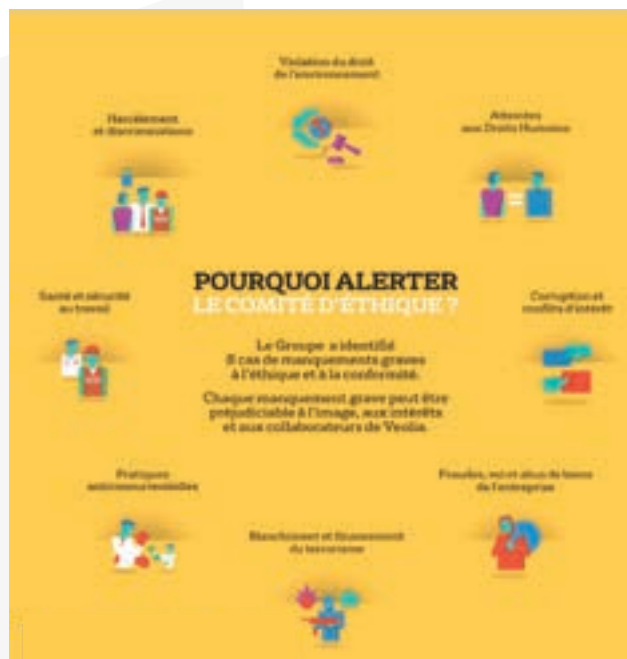 Violation du droit
de l'environnement
Harcèlement
et discriminations
Atteintes
aux Droits Humains
POURQUOI ALERTER
LE COMITÉ D'ÉTHIQUE ?
Santé et sécurité
au travail
Corruption et
conflits d'intérêt
Le Groupe a identifié
8 cas de manquements graves
à l'éthique et à la conformité.
Chaque manquement grave peut être
préjudiciable à l'image, aux intérêts
et aux collaborateurs de Veolia.
Pratiques
anticoncurrentielles
Fraudes, vol et abus de biens
de l'entreprise
Blanchiment et financement
du terrorisme